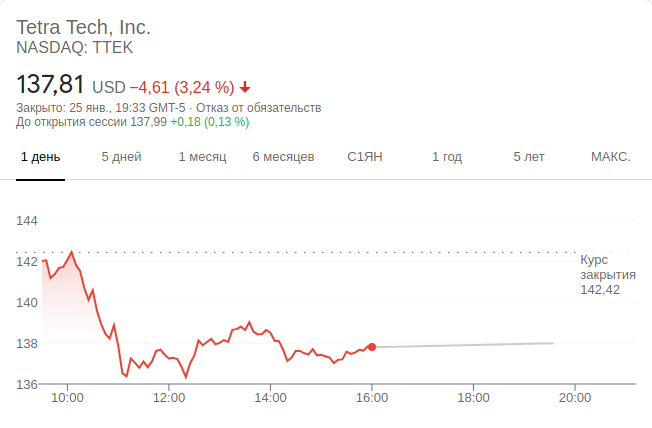 Tetra Tech, Inc.
NASDAQ: TTEK
137,81 USD −4,61 (3,24 %)
Закрыто: 25 янв., 19:33 GMT-5 · Отказ от обязательств
До открытия сессии 137,99 +0,18 (0,13 %)
1 день 5 дней 1 месяц 6 месяцев С1ЯН 1 год 5 лет МАКС.
144
142
140
138
136
Курс
закрытия
142,42
10:00 12:00 14:00 16:00 18:00 20:00